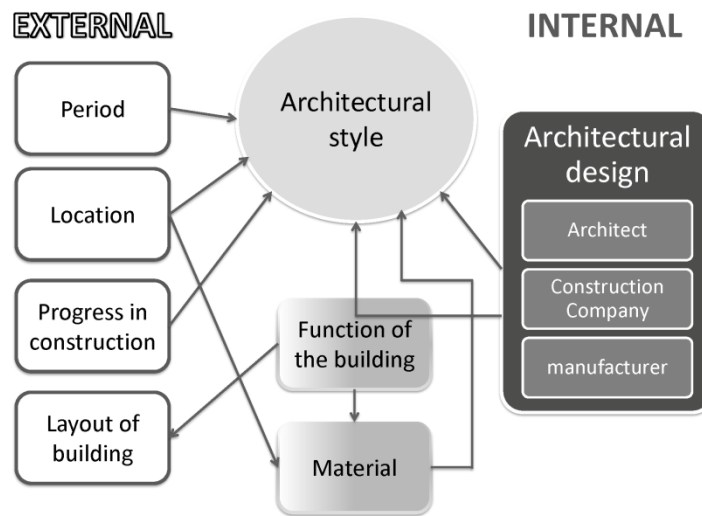 EXTERNAL
INTERNAL
Period
Location
Progress in
construction
Layout of
building
Architectural
style
Function of
the building
Material
Architectural
design
Architect
Construction
Company
manufacturer